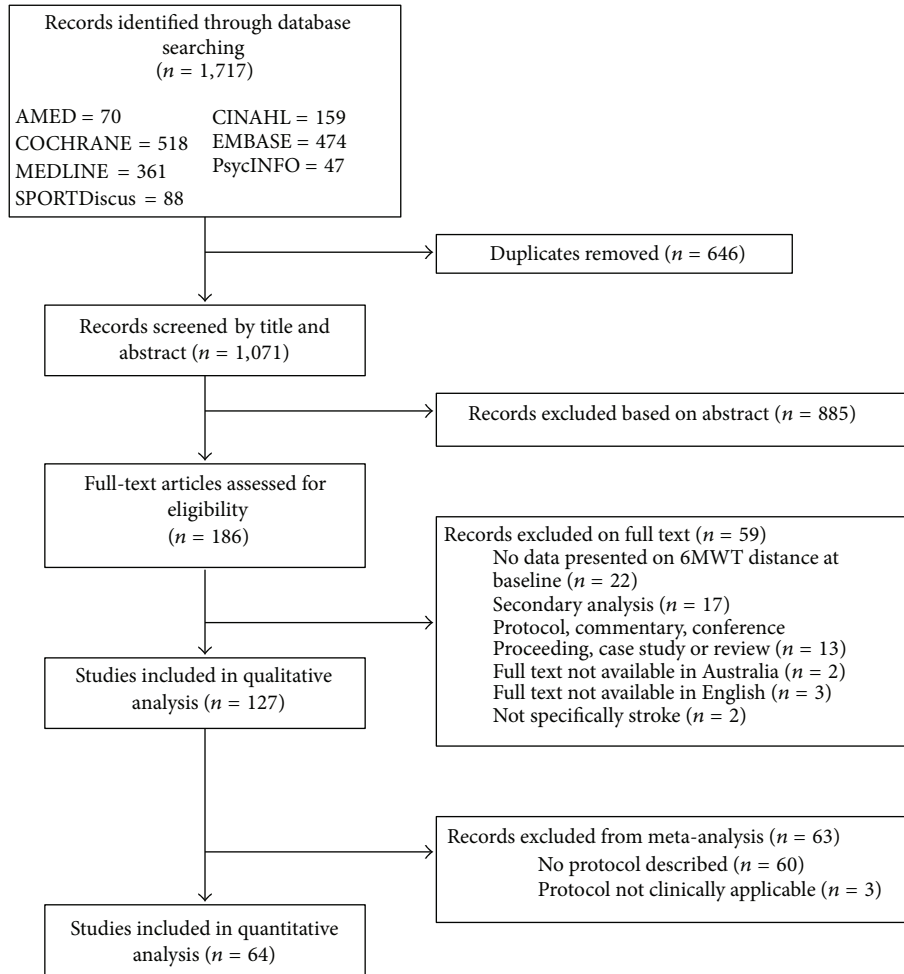 Records identified through database
searching
(n = 1,717)
AMED = 70
COCHRANE = 518
MEDLINE = 361
SPORTDiscus = 88
CINAHL = 159
EMBASE = 474
PsycINFO = 47
Duplicates removed (n = 646)
Records screened by title and
abstract (n = 1,071)
Records excluded based on abstract (n = 885)
Full-text articles assessed for
eligibility
(n = 186)
Records excluded on full text (n = 59)
No data presented on 6MWT distance at
baseline (n = 22)
Secondary analysis (n = 17)
Protocol, commentary, conference
Proceeding, case study or review (n = 13)
Full text not available in Australia (n = 2)
Full text not available in English (n = 3)
Not specifically stroke (n = 2)
Studies included in qualitative
analysis (n = 127)
Records excluded from meta-analysis (n = 63)
No protocol described (n = 60)
Protocol not clinically applicable (n = 3)
Studies included in quantitative
analysis (n = 64)